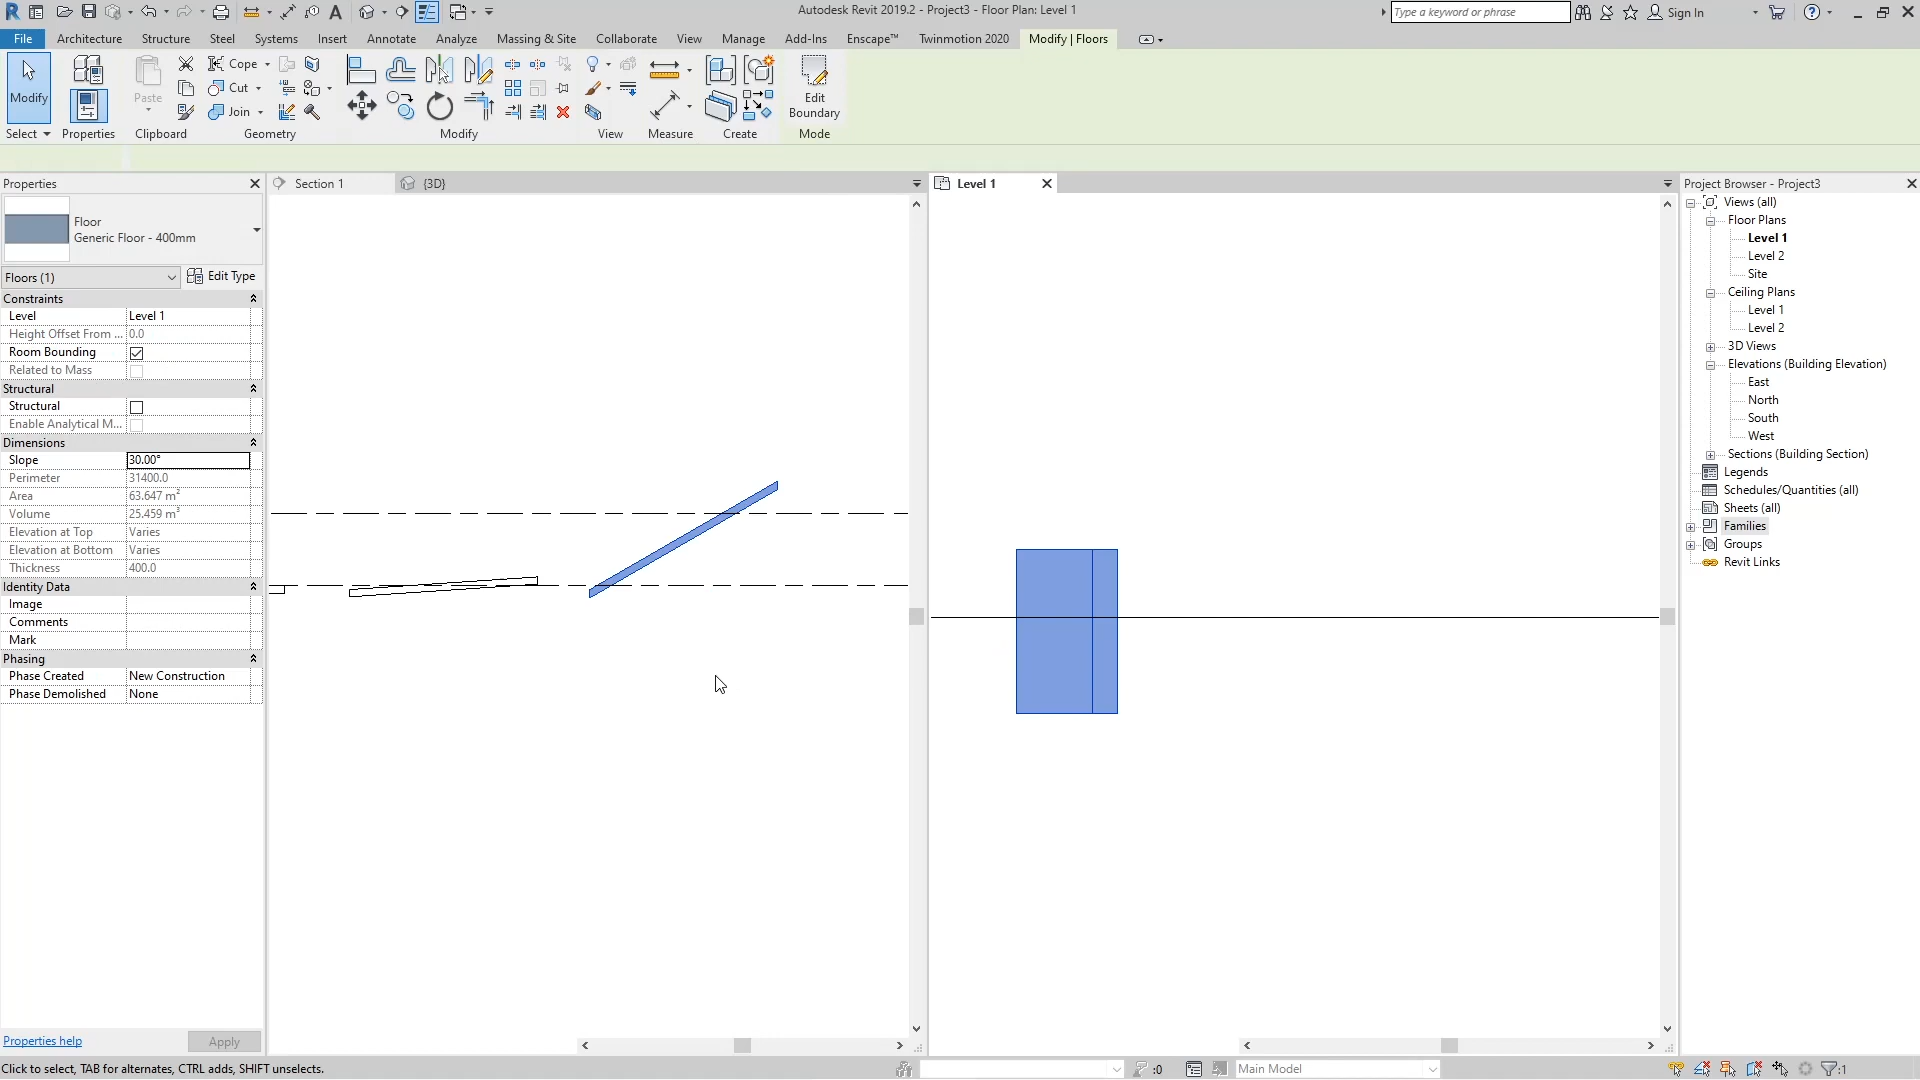 Autodesk Revit 2019.2 - Project3 - Floor Plan: Level 1
Type a keyword or phrase
Sign In
File Architecture Structure Steel Systems Insert Annotate Analyze Massing & Site Collaborate View Manage Add-Ins Enscape™ Twinmotion 2020 Modify | Floors
Modify
Paste
Cope
Cut
Join
Edit
Boundary
Select Properties Clipboard Geometry Modify View Measure Create Mode
Properties
Floor
Generic Floor - 400mm
Floors (1)
Edit Type
Constraints
Level Level 1
Height Offset From ... 0.0
Room Bounding
Related to Mass
Structural
Structural
Enable Analytical M...
Dimensions
Slope 30.00°
Perimeter 31400.0
Area 63.647 m²
Volume 25.459 m³
Elevation at Top Varies
Elevation at Bottom Varies
Thickness 400.0
Identity Data
Image
Comments
Mark
Phasing
Phase Created New Construction
Phase Demolished None
Properties help
Apply
Section 1
{3D}
Level 1
Project Browser - Project3
Views (all)
Floor Plans
Level 1
Level 2
Site
Ceiling Plans
Level 1
Level 2
3D Views
Elevations (Building Elevation)
East
North
South
West
Sections (Building Section)
Legends
Schedules/Quantities (all)
Sheets (all)
Families
Groups
Revit Links
Click to select, TAB for alternates, CTRL adds, SHIFT unselects.
:0
Main Model
:1